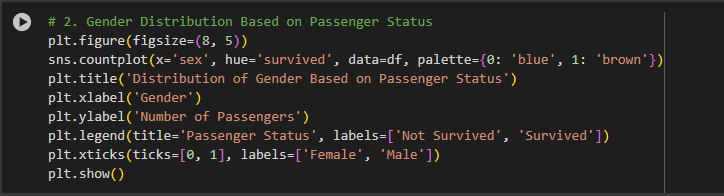 # 2. Gender Distribution Based on Passenger Status
plt.figure(figsize=(8, 5))
sns.countplot(x='sex', hue='survived', data=df, palette={0: 'blue', 1: 'brown'})
plt.title('Distribution of Gender Based on Passenger Status')
plt.xlabel('Gender')
plt.ylabel('Number of Passengers')
plt.legend(title='Passenger Status', labels=['Not Survived', 'Survived'])
plt.xticks(ticks=[0, 1], labels=['Female', 'Male'])
plt.show()